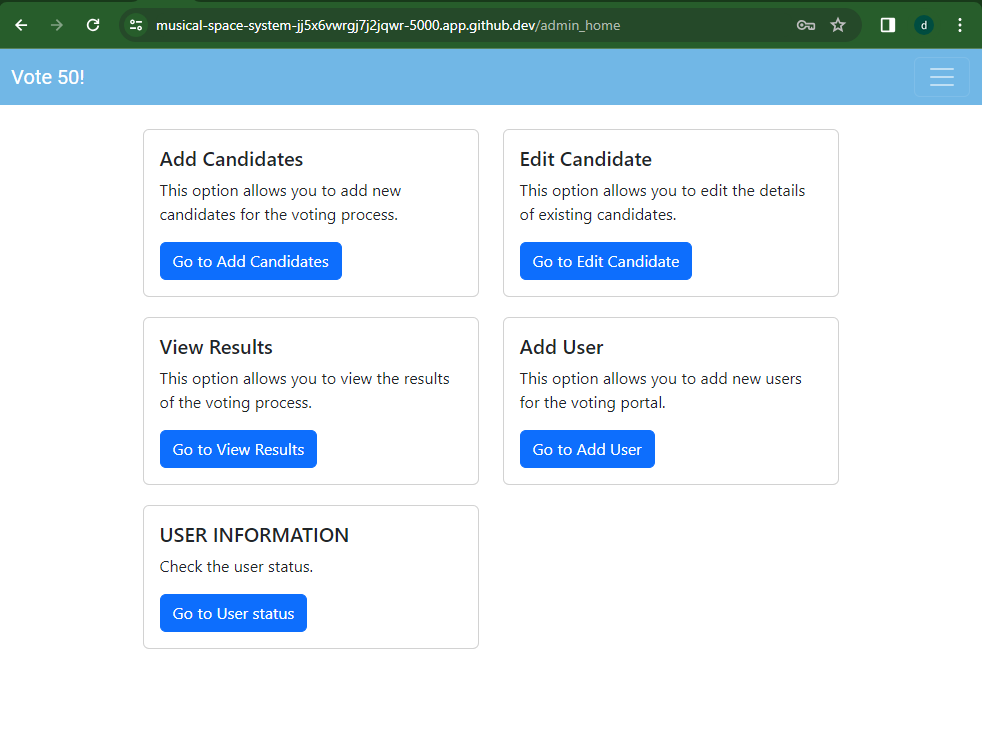 musical-space-system-jj5x6vwrgj7j2jqwr-5000.app.github.dev/admin_home
d
Vote 50!
Add Candidates
This option allows you to add new
candidates for the voting process.
Go to Add Candidates
Edit Candidate
This option allows you to edit the details
of existing candidates.
Go to Edit Candidate
View Results
This option allows you to view the results
of the voting process.
Go to View Results
Add User
This option allows you to add new users
for the voting portal.
Go to Add User
USER INFORMATION
Check the user status.
Go to User status